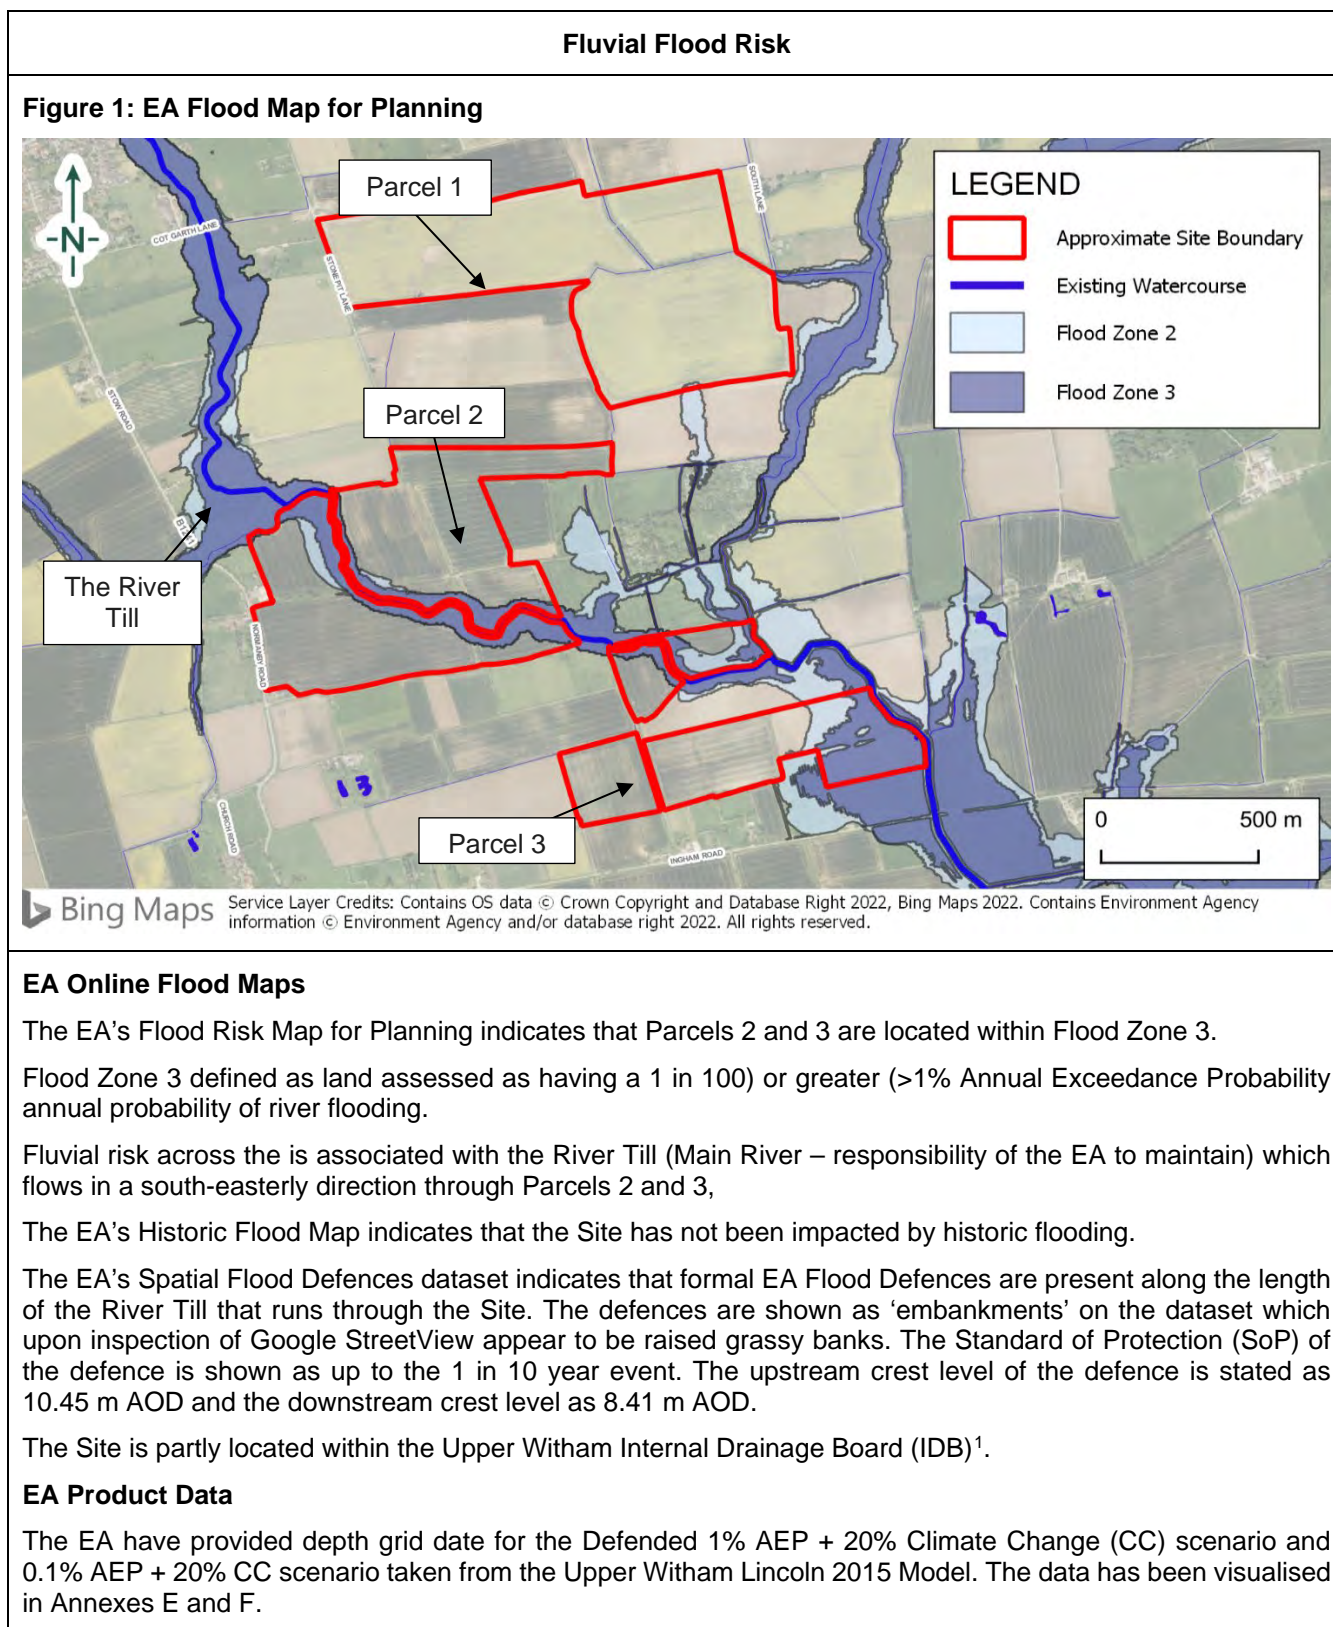 Fluvial Flood Risk
Figure 1: EA Flood Map for Planning
N
Parcel 1
Parcel 2
The River
Till
Parcel 3
COT GARTH LANE
STONE PIT LANE
SOUTH LANE
STOW ROAD
B1241
NORMANBY ROAD
CHURCH ROAD
INGHAM ROAD
LEGEND
Approximate Site Boundary
Existing Watercourse
Flood Zone 2
Flood Zone 3
0 500 m
Bing Maps
Service Layer Credits: Contains OS data © Crown Copyright and Database Right 2022, Bing Maps 2022. Contains Environment Agency
information © Environment Agency and/or database right 2022. All rights reserved.
EA Online Flood Maps
The EA’s Flood Risk Map for Planning indicates that Parcels 2 and 3 are located within Flood Zone 3.
Flood Zone 3 defined as land assessed as having a 1 in 100) or greater (>1% Annual Exceedance Probability
annual probability of river flooding.
Fluvial risk across the is associated with the River Till (Main River – responsibility of the EA to maintain) which
flows in a south-easterly direction through Parcels 2 and 3,
The EA’s Historic Flood Map indicates that the Site has not been impacted by historic flooding.
The EA’s Spatial Flood Defences dataset indicates that formal EA Flood Defences are present along the length
of the River Till that runs through the Site. The defences are shown as ‘embankments’ on the dataset which
upon inspection of Google StreetView appear to be raised grassy banks. The Standard of Protection (SoP) of
the defence is shown as up to the 1 in 10 year event. The upstream crest level of the defence is stated as
10.45 m AOD and the downstream crest level as 8.41 m AOD.
The Site is partly located within the Upper Witham Internal Drainage Board (IDB)¹.
EA Product Data
The EA have provided depth grid date for the Defended 1% AEP + 20% Climate Change (CC) scenario and
0.1% AEP + 20% CC scenario taken from the Upper Witham Lincoln 2015 Model. The data has been visualised
in Annexes E and F.